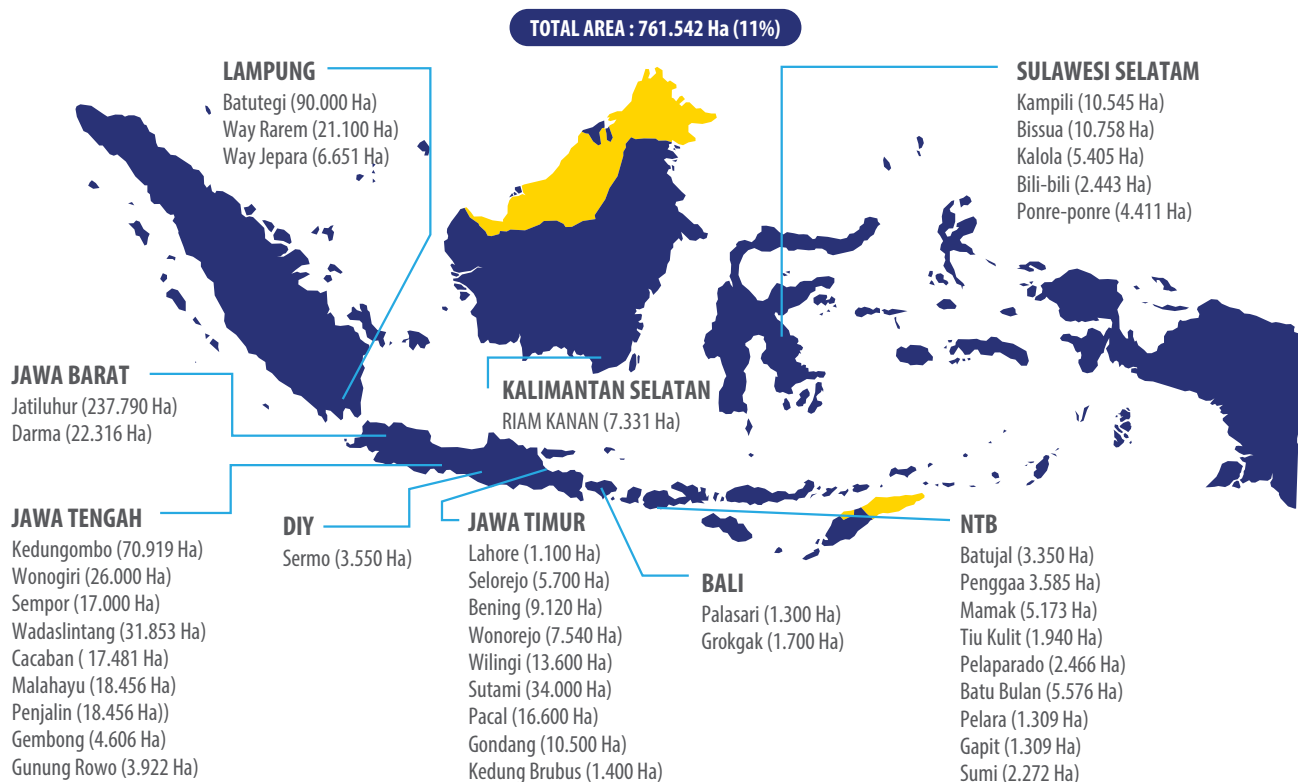 TOTAL AREA : 761.542 Ha (11%)
LAMPUNG
Batutegi (90.000 Ha)
Way Rarem (21.100 Ha)
Way Jepara (6.651 Ha)
SULAWESI SELATAM
Kampili (10.545 Ha)
Bissua (10.758 Ha)
Kalola (5.405 Ha)
Bili-bili (2.443 Ha)
Ponre-ponre (4.411 Ha)
JAWA BARAT
Jatiluhur (237.790 Ha)
Darma (22.316 Ha)
KALIMANTAN SELATAN
RIAM KANAN (7.331 Ha)
JAWA TENGAH
Kedungombo (70.919 Ha)
Wonogiri (26.000 Ha)
Sempor (17.000 Ha)
Wadaslintang (31.853 Ha)
Cacaban ( 17.481 Ha)
Malahayu (18.456 Ha)
Penjalin (18.456 Ha))
Gembong (4.606 Ha)
Gunung Rowo (3.922 Ha)
DIY
Sermo (3.550 Ha)
JAWA TIMUR
Lahore (1.100 Ha)
Selorejo (5.700 Ha)
Bening (9.120 Ha)
Wonorejo (7.540 Ha)
Wilingi (13.600 Ha)
Sutami (34.000 Ha)
Pacal (16.600 Ha)
Gondang (10.500 Ha)
Kedung Brubus (1.400 Ha)
BALI
Palasari (1.300 Ha)
Grokgak (1.700 Ha)
NTB
Batujal (3.350 Ha)
Penggaa 3.585 Ha)
Mamak (5.173 Ha)
Tiu Kulit (1.940 Ha)
Pelaparado (2.466 Ha)
Batu Bulan (5.576 Ha)
Pelara (1.309 Ha)
Gapit (1.309 Ha)
Sumi (2.272 Ha)